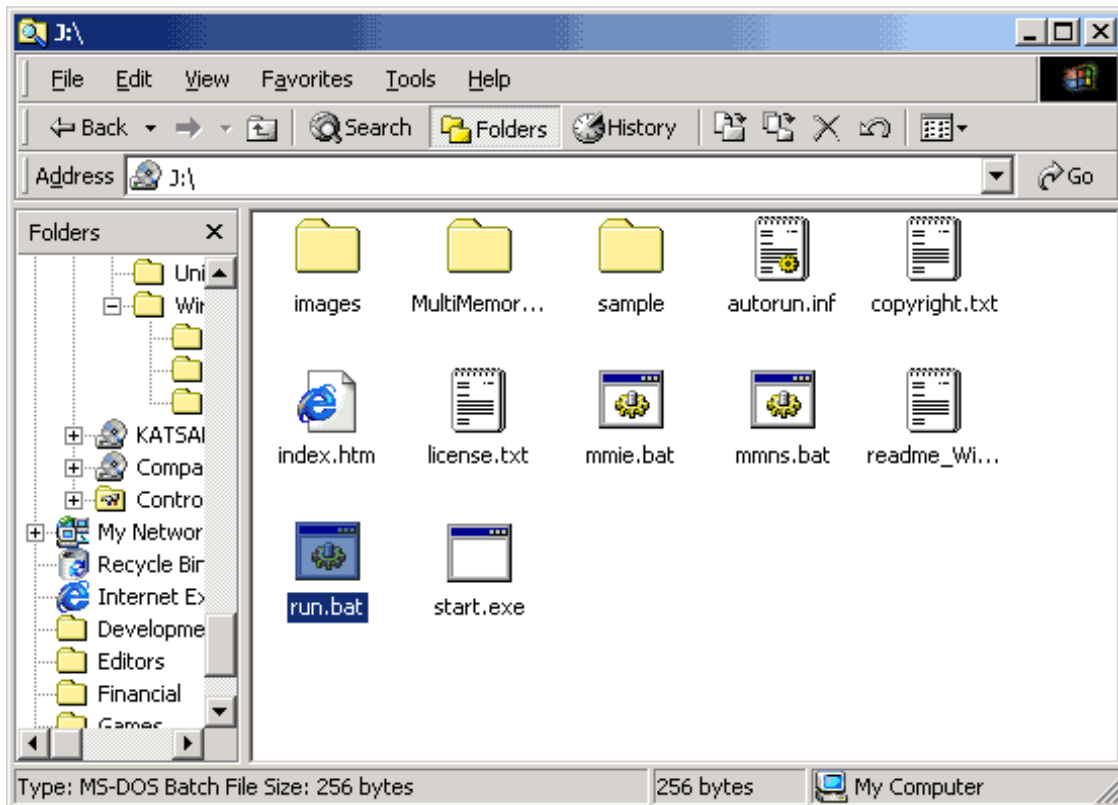 J:\
File Edit View Favorites Tools Help
Back Search Folders History
Address J:\ Go
Folders
Uni
Wir
KATSAI
Compa
Contro
My Networ
Recycle Bir
Internet Ex
Developme
Editors
Financial
Games
images MultiMemor... sample autorun.inf copyright.txt
index.htm license.txt mmie.bat mmns.bat readme_Wi...
run.bat start.exe
Type: MS-DOS Batch File Size: 256 bytes 256 bytes My Computer